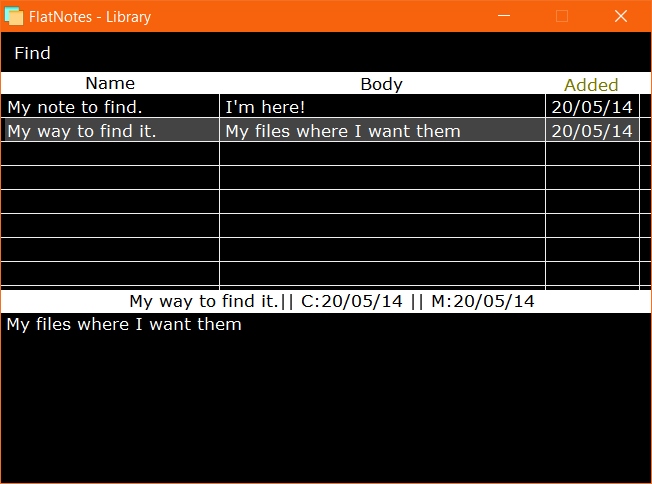 FlatNotes - Library
Find
Name Body Added
My note to find. I'm here! 20/05/14
My way to find it. My files where I want them 20/05/14
My way to find it.|| C:20/05/14 || M:20/05/14
My files where I want them